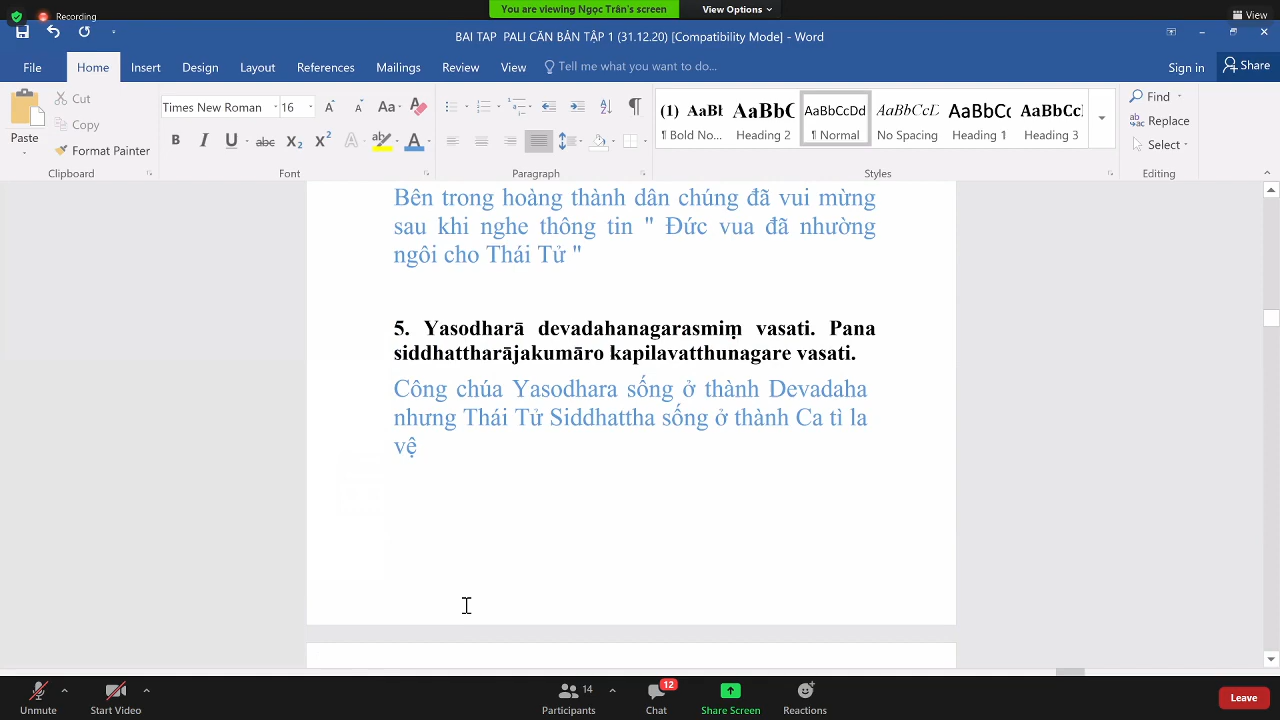 Recording
You are viewing Ngọc Trân's screen
View Options
View
BAI TAP PALI CĂN BẢN TẬP 1 (31.12.20) [Compatibility Mode] - Word
File Home Insert Design Layout References Mailings Review View Tell me what you want to do... Sign in Share
Paste
Cut
Copy
Format Painter
Clipboard
Times New Roman 16
Font
Paragraph
(1) AaBl AaBbC AaBbCcDd AaBbCcL AaBbCc AaBbCc
¶ Bold No... Heading 2 ¶ Normal No Spacing Heading 1 Heading 3
Styles
Find
Replace
Select
Editing
Bên trong hoàng thành dân chúng đã vui mừng
sau khi nghe thông tin " Đức vua đã nhường
ngôi cho Thái Tử "
5. Yasodharā devadahanagarasmiṃ vasati. Pana
siddhattharājakumāro kapilavatthunagare vasati.
Công chúa Yasodhara sống ở thành Devadaha
nhưng Thái Tử Siddhattha sống ở thành Ca tì la
vệ
Unmute
Start Video
Participants 14
Chat 12
Share Screen
Reactions
Leave